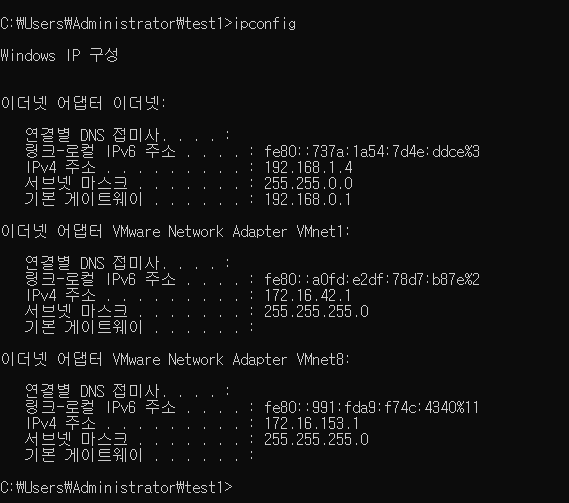 C:₩Users₩Administrator₩test1>ipconfig
Windows IP 구성
이더넷 어댑터 이더넷:
연결별 DNS 접미사. . . . :
링크-로컬 IPv6 주소 . . . . : fe80::737a:1a54:7d4e:ddce%3
IPv4 주소 . . . . . . . . . : 192.168.1.4
서브넷 마스크 . . . . . . . : 255.255.0.0
기본 게이트웨이 . . . . . . : 192.168.0.1
이더넷 어댑터 VMware Network Adapter VMnet1:
연결별 DNS 접미사. . . . :
링크-로컬 IPv6 주소 . . . . : fe80::a0fd:e2df:78d7:b87e%2
IPv4 주소 . . . . . . . . . : 172.16.42.1
서브넷 마스크 . . . . . . . : 255.255.255.0
기본 게이트웨이 . . . . . . :
이더넷 어댑터 VMware Network Adapter VMnet8:
연결별 DNS 접미사. . . . :
링크-로컬 IPv6 주소 . . . . : fe80::991:fda9:f74c:4340%11
IPv4 주소 . . . . . . . . . : 172.16.153.1
서브넷 마스크 . . . . . . . : 255.255.255.0
기본 게이트웨이 . . . . . . :
C:₩Users₩Administrator₩test1>